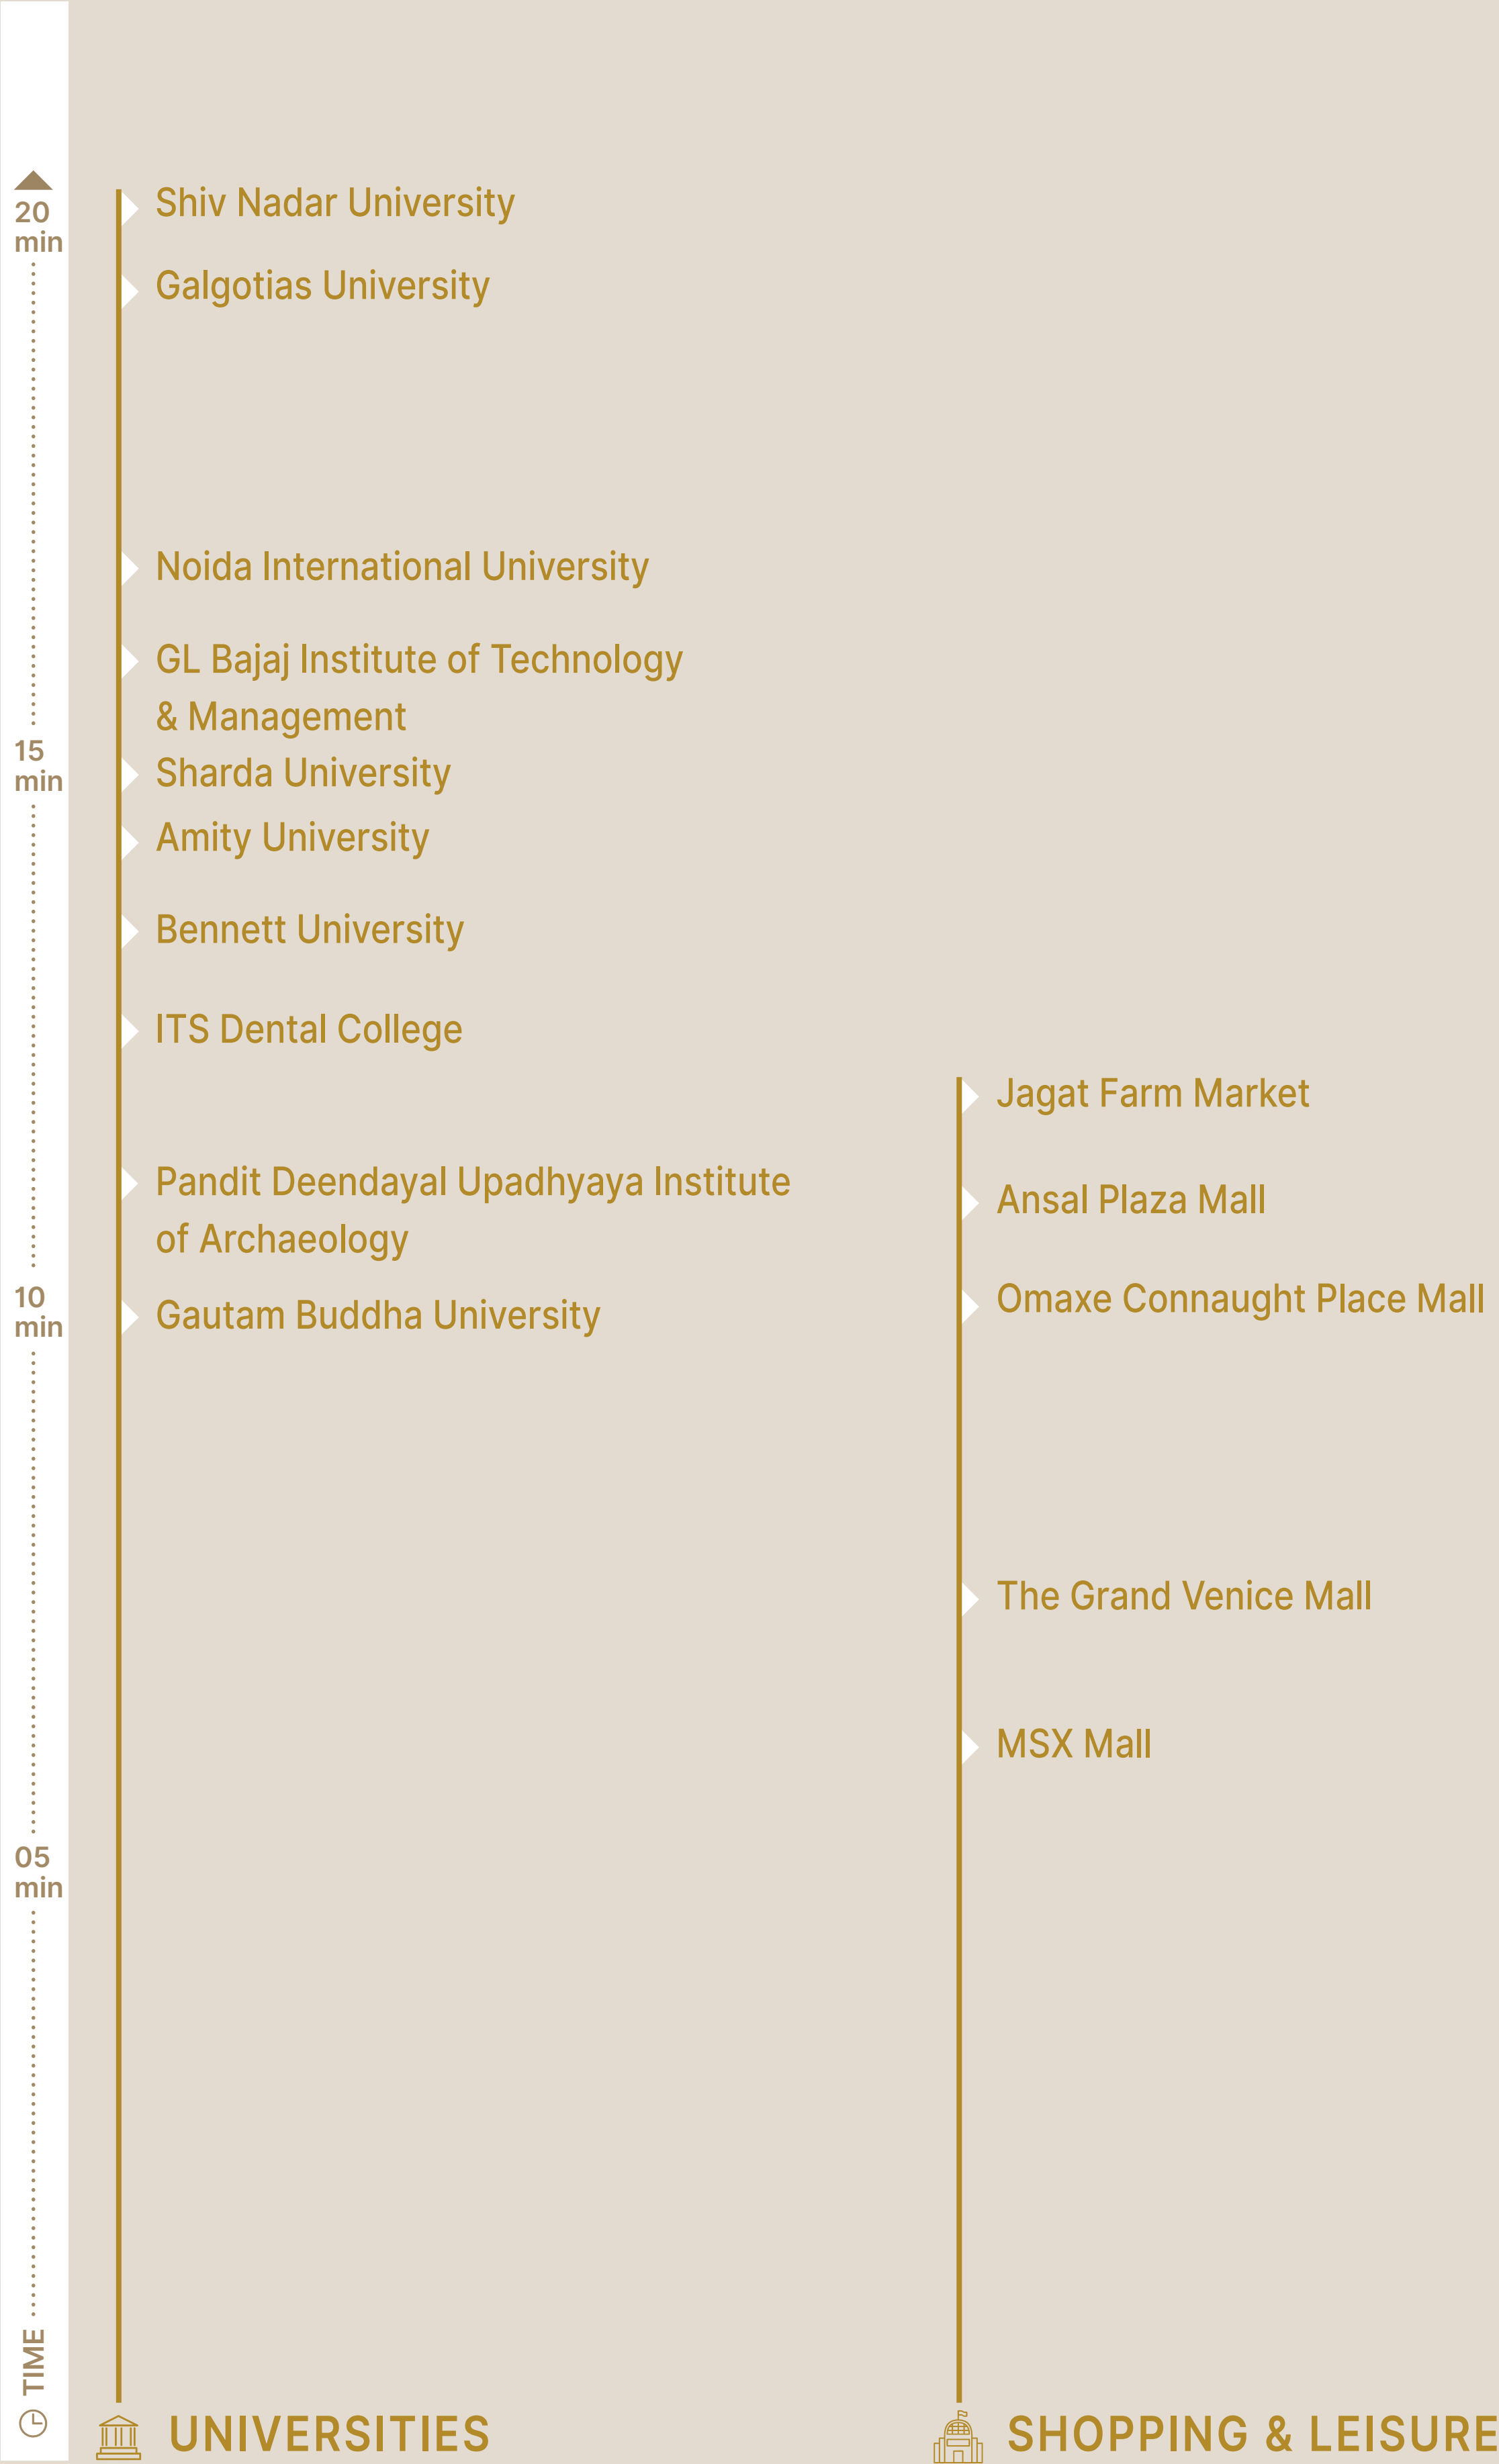 20
min
15
min
10
min
05
min
TIME
Shiv Nadar University
Galgotias University
Noida International University
GL Bajaj Institute of Technology
& Management
Sharda University
Amity University
Bennett University
ITS Dental College
Pandit Deendayal Upadhyaya Institute
of Archaeology
Gautam Buddha University
UNIVERSITIES
Jagat Farm Market
Ansal Plaza Mall
Omaxe Connaught Place Mall
The Grand Venice Mall
MSX Mall
SHOPPING & LEISURE